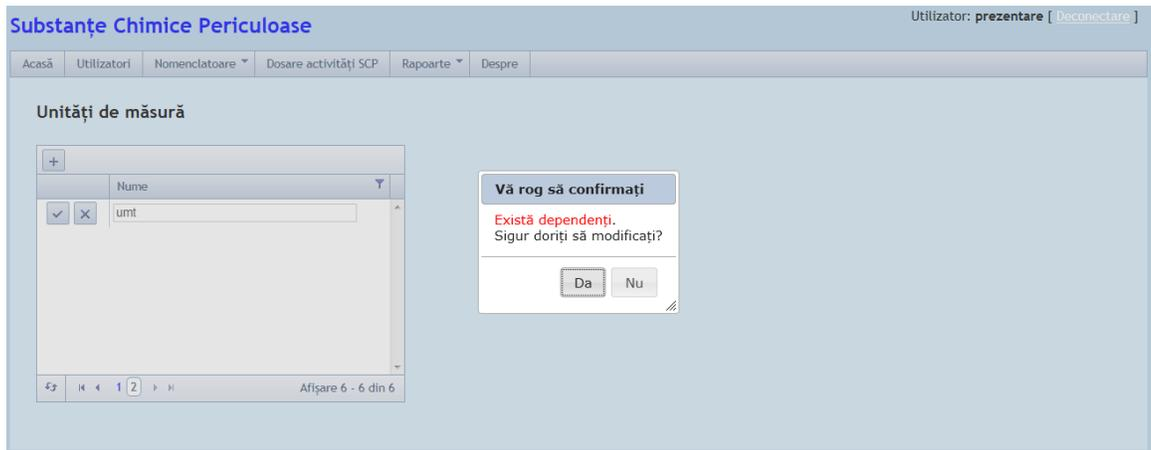 Utilizator: prezentare [ Deconectare ]
Substanțe Chimice Periculoase
Acasă Utilizatori Nomenclatoare Dosare activități SCP Rapoarte Despre
Unități de măsură
+
Nume
umt
Vă rog să confirmați
Există dependenți.
Sigur doriți să modificați?
Da Nu
1 2 Afișare 6 - 6 din 6